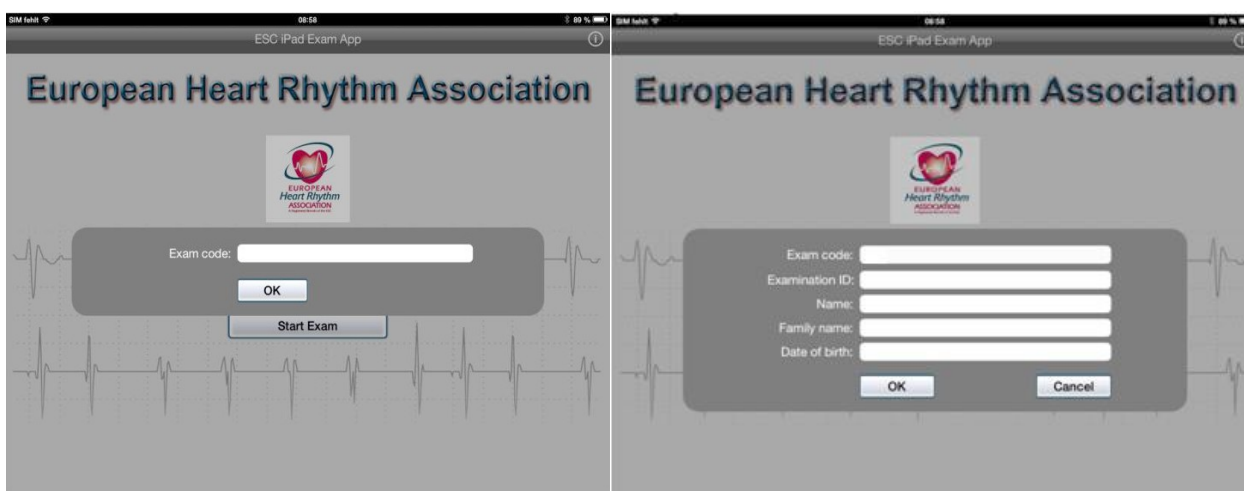 SIM fehlt 08:58 89 %
ESC iPad Exam App
European Heart Rhythm Association
EUROPEAN
Heart Rhythm
ASSOCIATION
Exam code:
OK
Start Exam
SIM fehlt 08:58 89 %
ESC iPad Exam App
European Heart Rhythm Association
EUROPEAN
Heart Rhythm
ASSOCIATION
Exam code:
Examination ID:
Name:
Family name:
Date of birth:
OK Cancel